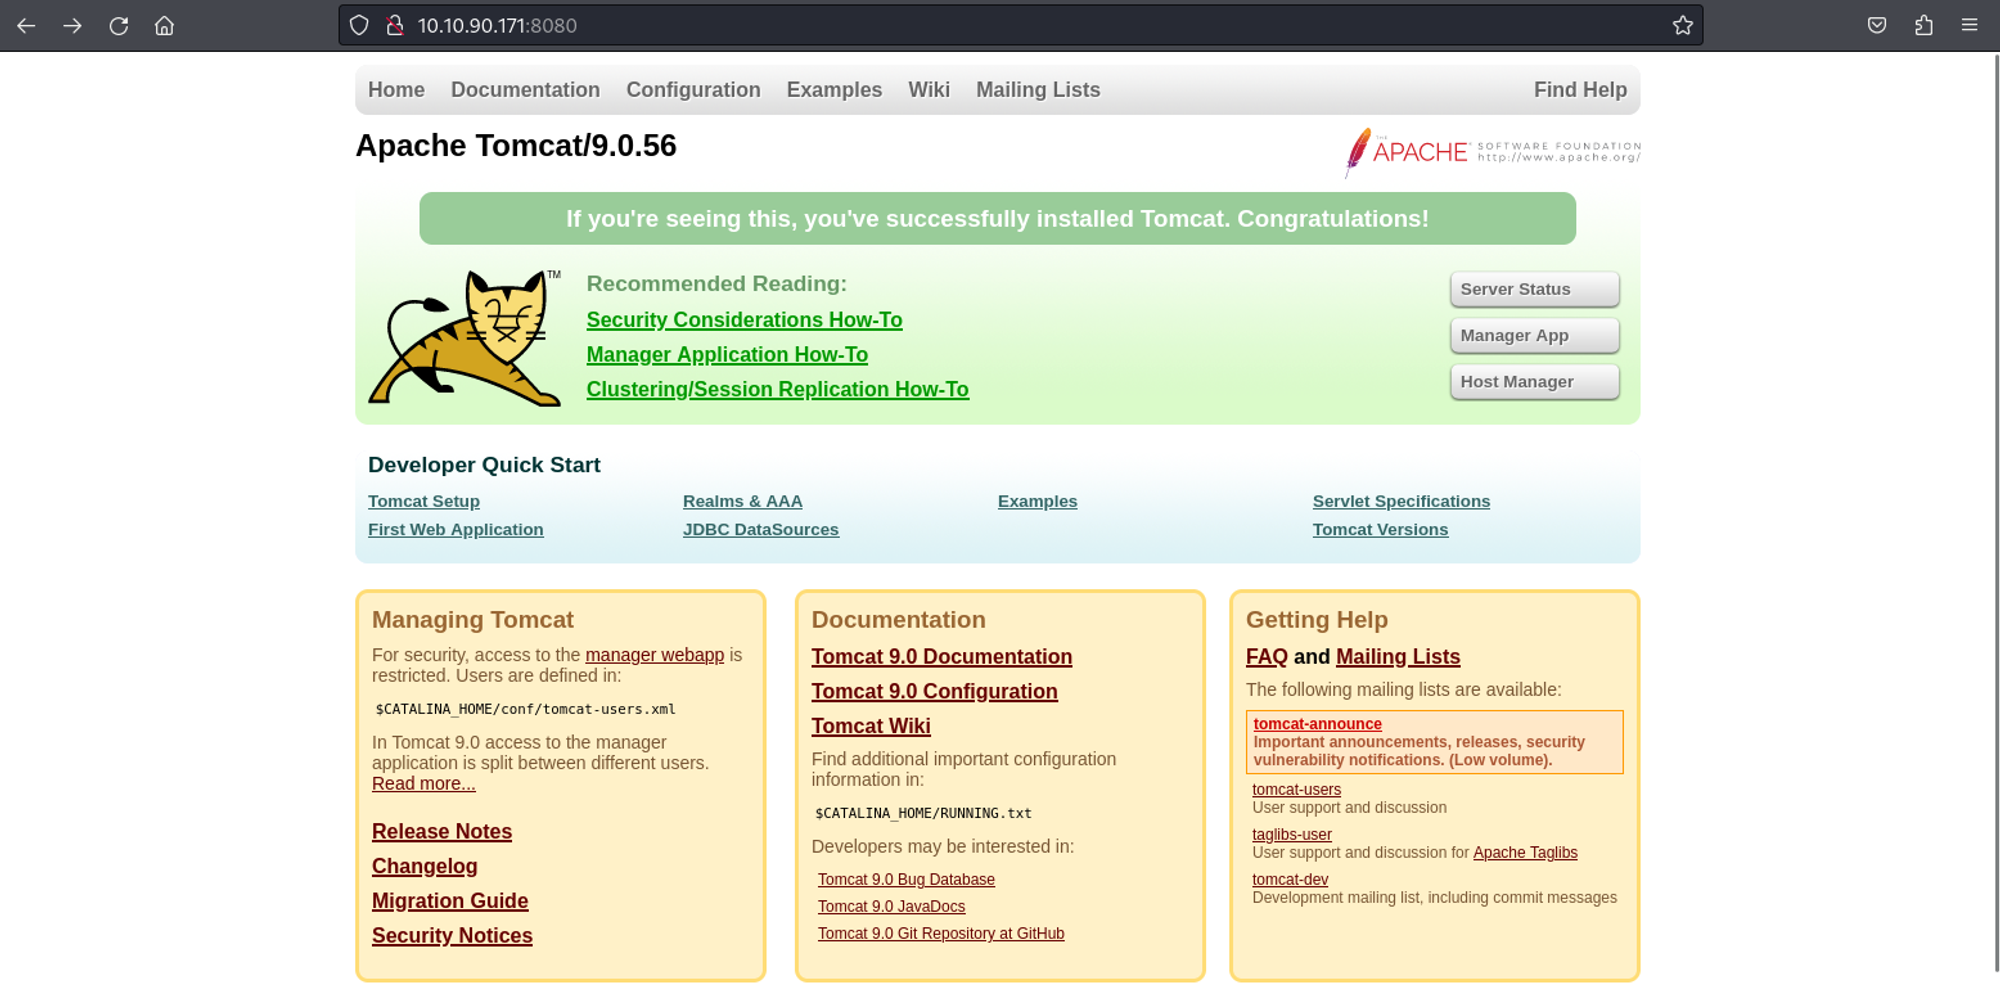 10.10.90.171:8080
Home Documentation Configuration Examples Wiki Mailing Lists Find Help
Apache Tomcat/9.0.56
THE
APACHE® SOFTWARE FOUNDATION
http://www.apache.org/
If you're seeing this, you've successfully installed Tomcat. Congratulations!
TM
Recommended Reading:
Security Considerations How-To
Manager Application How-To
Clustering/Session Replication How-To
Server Status
Manager App
Host Manager
Developer Quick Start
Tomcat Setup
First Web Application
Realms & AAA
JDBC DataSources
Examples
Servlet Specifications
Tomcat Versions
Managing Tomcat
For security, access to the manager webapp is
restricted. Users are defined in:
$CATALINA_HOME/conf/tomcat-users.xml
In Tomcat 9.0 access to the manager
application is split between different users.
Read more...
Release Notes
Changelog
Migration Guide
Security Notices
Documentation
Tomcat 9.0 Documentation
Tomcat 9.0 Configuration
Tomcat Wiki
Find additional important configuration
information in:
$CATALINA_HOME/RUNNING.txt
Developers may be interested in:
Tomcat 9.0 Bug Database
Tomcat 9.0 JavaDocs
Tomcat 9.0 Git Repository at GitHub
Getting Help
FAQ and Mailing Lists
The following mailing lists are available:
tomcat-announce
Important announcements, releases, security
vulnerability notifications. (Low volume).
tomcat-users
User support and discussion
taglibs-user
User support and discussion for Apache Taglibs
tomcat-dev
Development mailing list, including commit messages